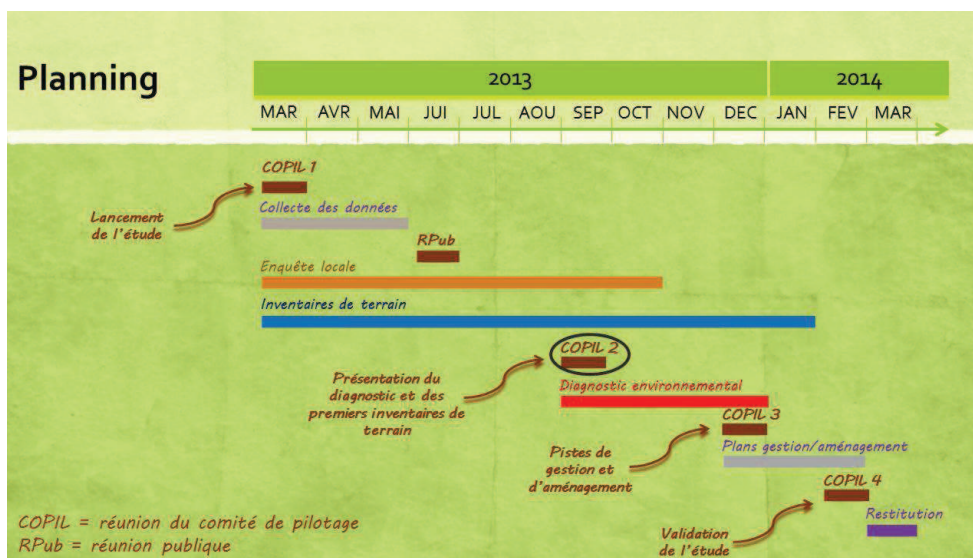 Planning
2013
2014
MAR AVR MAI JUI JUL AOU SEP OCT NOV DEC JAN FEV MAR
COPIL 1
Lancement
de l'étude
Collecte des données
RPub
Enquête locale
Inventaires de terrain
COPIL 2
Présentation du
diagnostic et des
premiers inventaires de
terrain
Diagnostic environnemental
COPIL 3
Pistes de
gestion et
d'aménagement
Plans gestion/aménagement
COPIL 4
Validation
de l'étude
Restitution
COPIL = réunion du comité de pilotage
RPub = réunion publique